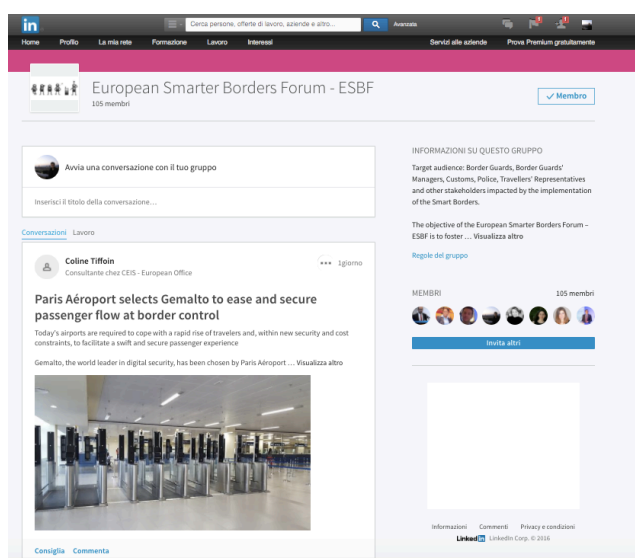 in
Cerca persone, offerte di lavoro, aziende e altro...
Avanzata
Home Profilo La mia rete Formazione Lavoro Interessi Servizi alle aziende Prova Premium gratuitamente
European Smarter Borders Forum - ESBF
105 membri
✓ Membro
Avvia una conversazione con il tuo gruppo
Inserisci il titolo della conversazione…
Conversazioni Lavoro
Coline Tiffoin
Consultante chez CEIS - European Office
1giorno
Paris Aéroport selects Gemalto to ease and secure
passenger flow at border control
Today's airports are required to cope with a rapid rise of travelers and, within new security and cost
constraints, to facilitate a swift and secure passenger experience
Gemalto, the world leader in digital security, has been chosen by Paris Aéroport … Visualizza altro
Consiglia Commenta
INFORMAZIONI SU QUESTO GRUPPO
Target audience: Border Guards, Border Guards'
Managers, Customs, Police, Travellers' Representatives
and other stakeholders impacted by the implementation
of the Smart Borders.
The objective of the European Smarter Borders Forum –
ESBF is to foster … Visualizza altro
Regole del gruppo
MEMBRI 105 membri
Invita altri
Informazioni Commenti Privacy e condizioni
Linked in LinkedIn Corp. © 2016